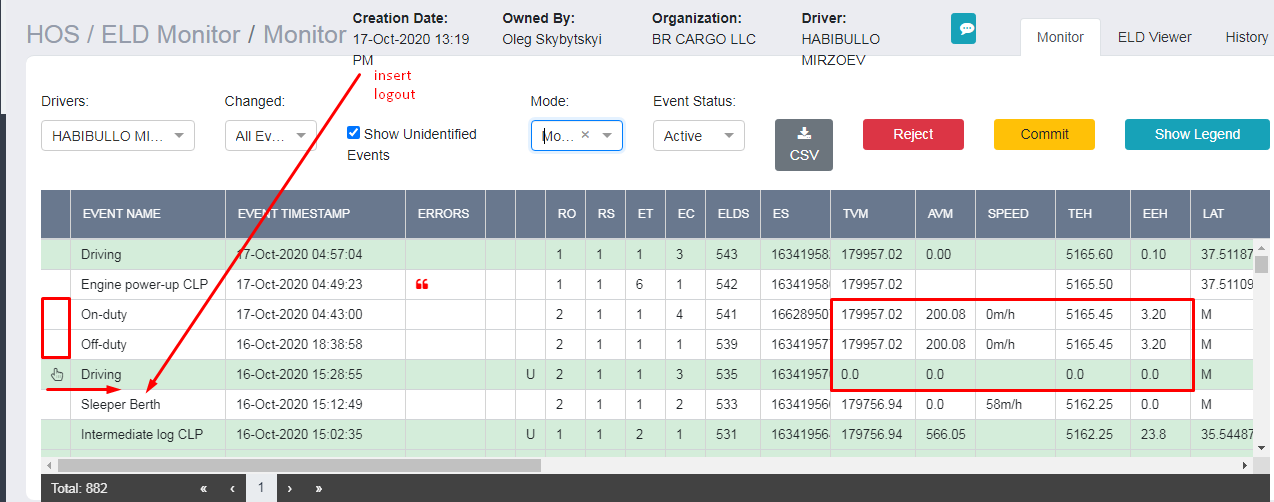 HOS / ELD Monitor / Monitor
Creation Date:
17-Oct-2020 13:19
PM
Owned By:
Oleg Skybytskyi
Organization:
BR CARGO LLC
Driver:
HABIBULLO
MIRZOEV
Monitor ELD Viewer History
insert
logout
Drivers:
HABIBULLO MI...
Changed:
All Ev...
Show Unidentified
Events
Mode:
Mo... ×
Event Status:
Active
CSV
Reject
Commit
Show Legend
EVENT NAME EVENT TIMESTAMP ERRORS RO RS ET EC ELDS ES TVM AVM SPEED TEH EEH LAT
Driving 17-Oct-2020 04:57:04 1 1 1 3 543 163419582 179957.02 0.00 5165.60 0.10 37.51187
Engine power-up CLP 17-Oct-2020 04:49:23 1 1 6 1 542 163419580 179957.02 5165.50 37.51109
On-duty 17-Oct-2020 04:43:00 2 1 1 4 541 16628950 179957.02 200.08 0m/h 5165.45 3.20 M
Off-duty 16-Oct-2020 18:38:58 2 1 1 1 539 16341957 179957.02 200.08 0m/h 5165.45 3.20 M
Driving 16-Oct-2020 15:28:55 U 2 1 1 3 535 16341957 0.0 0.0 0.0 0.0 M
Sleeper Berth 16-Oct-2020 15:12:49 2 1 1 2 533 16341956 179756.94 0.0 58m/h 5162.25 0.0 M
Intermediate log CLP 16-Oct-2020 15:02:35 U 1 1 2 1 531 16341956 179756.94 566.05 5162.25 23.8 35.54487
Total: 882 « ‹ 1 › »